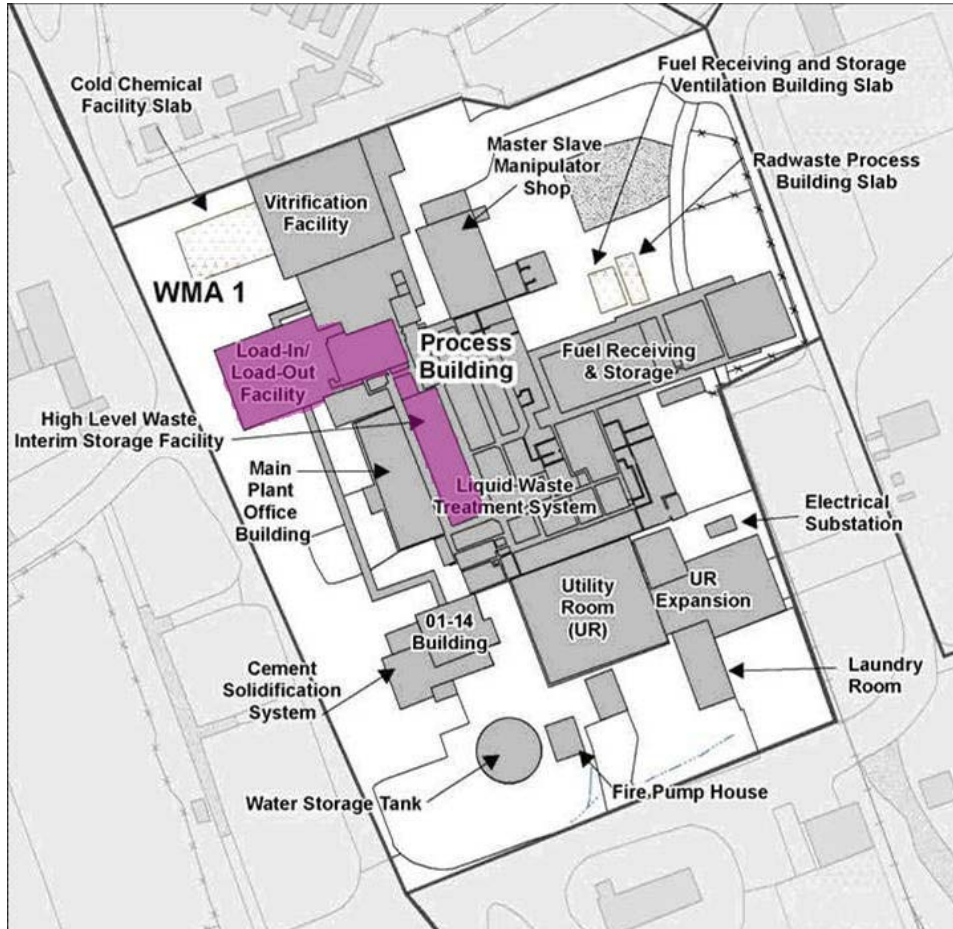 Cold Chemical
Facility Slab
Fuel Receiving and Storage
Ventilation Building Slab
Master Slave
Manipulator
Shop
Radwaste Process
Building Slab
Vitrification
Facility
WMA 1
Load-In/
Load-Out
Facility
Process
Building
Fuel Receiving
& Storage
High Level Waste
Interim Storage Facility
Main
Plant
Office
Building
Liquid Waste
Treatment System
Electrical
Substation
Utility
Room
(UR)
UR
Expansion
01-14
Building
Cement
Solidification
System
Laundry
Room
Water Storage Tank
Fire Pump House